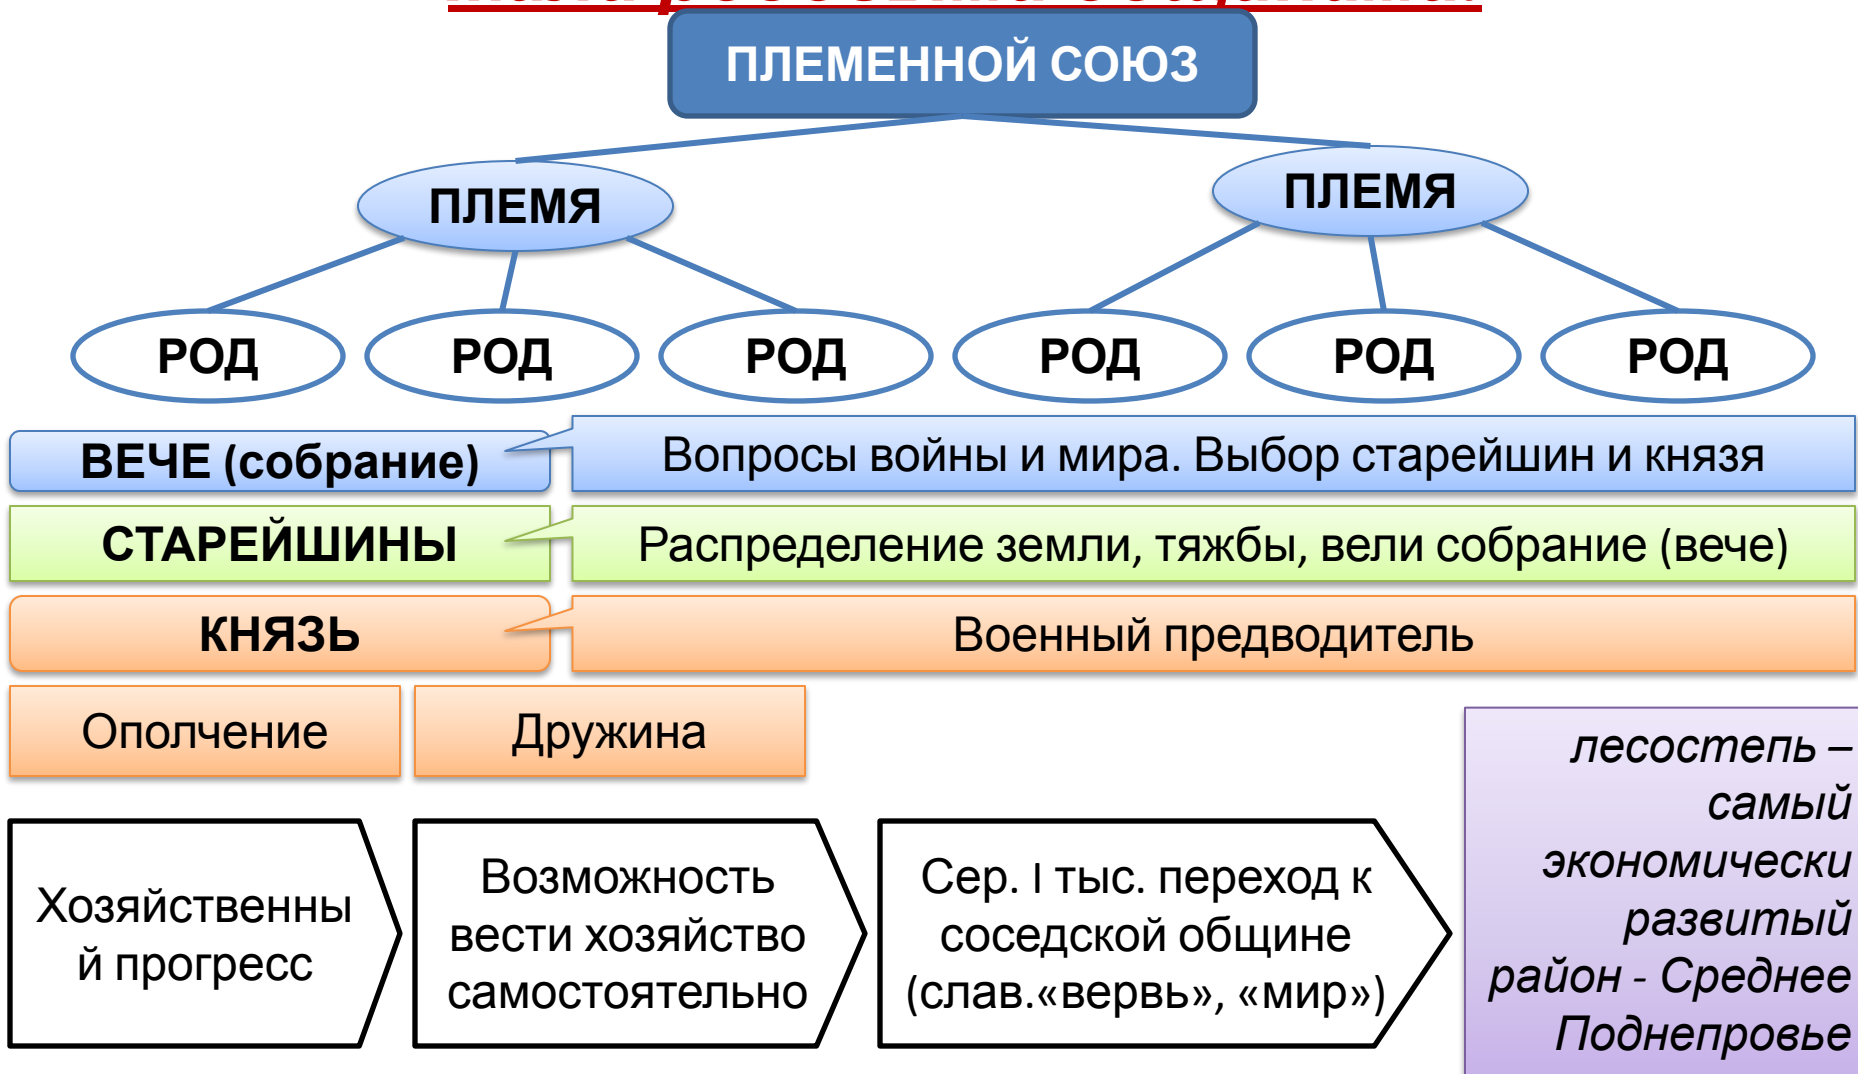 ПЛЕМЕННОЙ СОЮЗ
ПЛЕМЯ
ПЛЕМЯ
РОД
РОД
РОД
РОД
РОД
РОД
ВЕЧЕ (собрание)
Вопросы войны и мира. Выбор старейшин и князя
СТАРЕЙШИНЫ
Распределение земли, тяжбы, вели собрание (вече)
КНЯЗЬ
Военный предводитель
Ополчение
Дружина
Хозяйственны
й прогресс
Возможность
вести хозяйство
самостоятельно
Сер. I тыс. переход к
соседской общине
(слав.«вервь», «мир»)
лесостепь –
самый
экономически
развитый
район - Среднее
Поднепровье